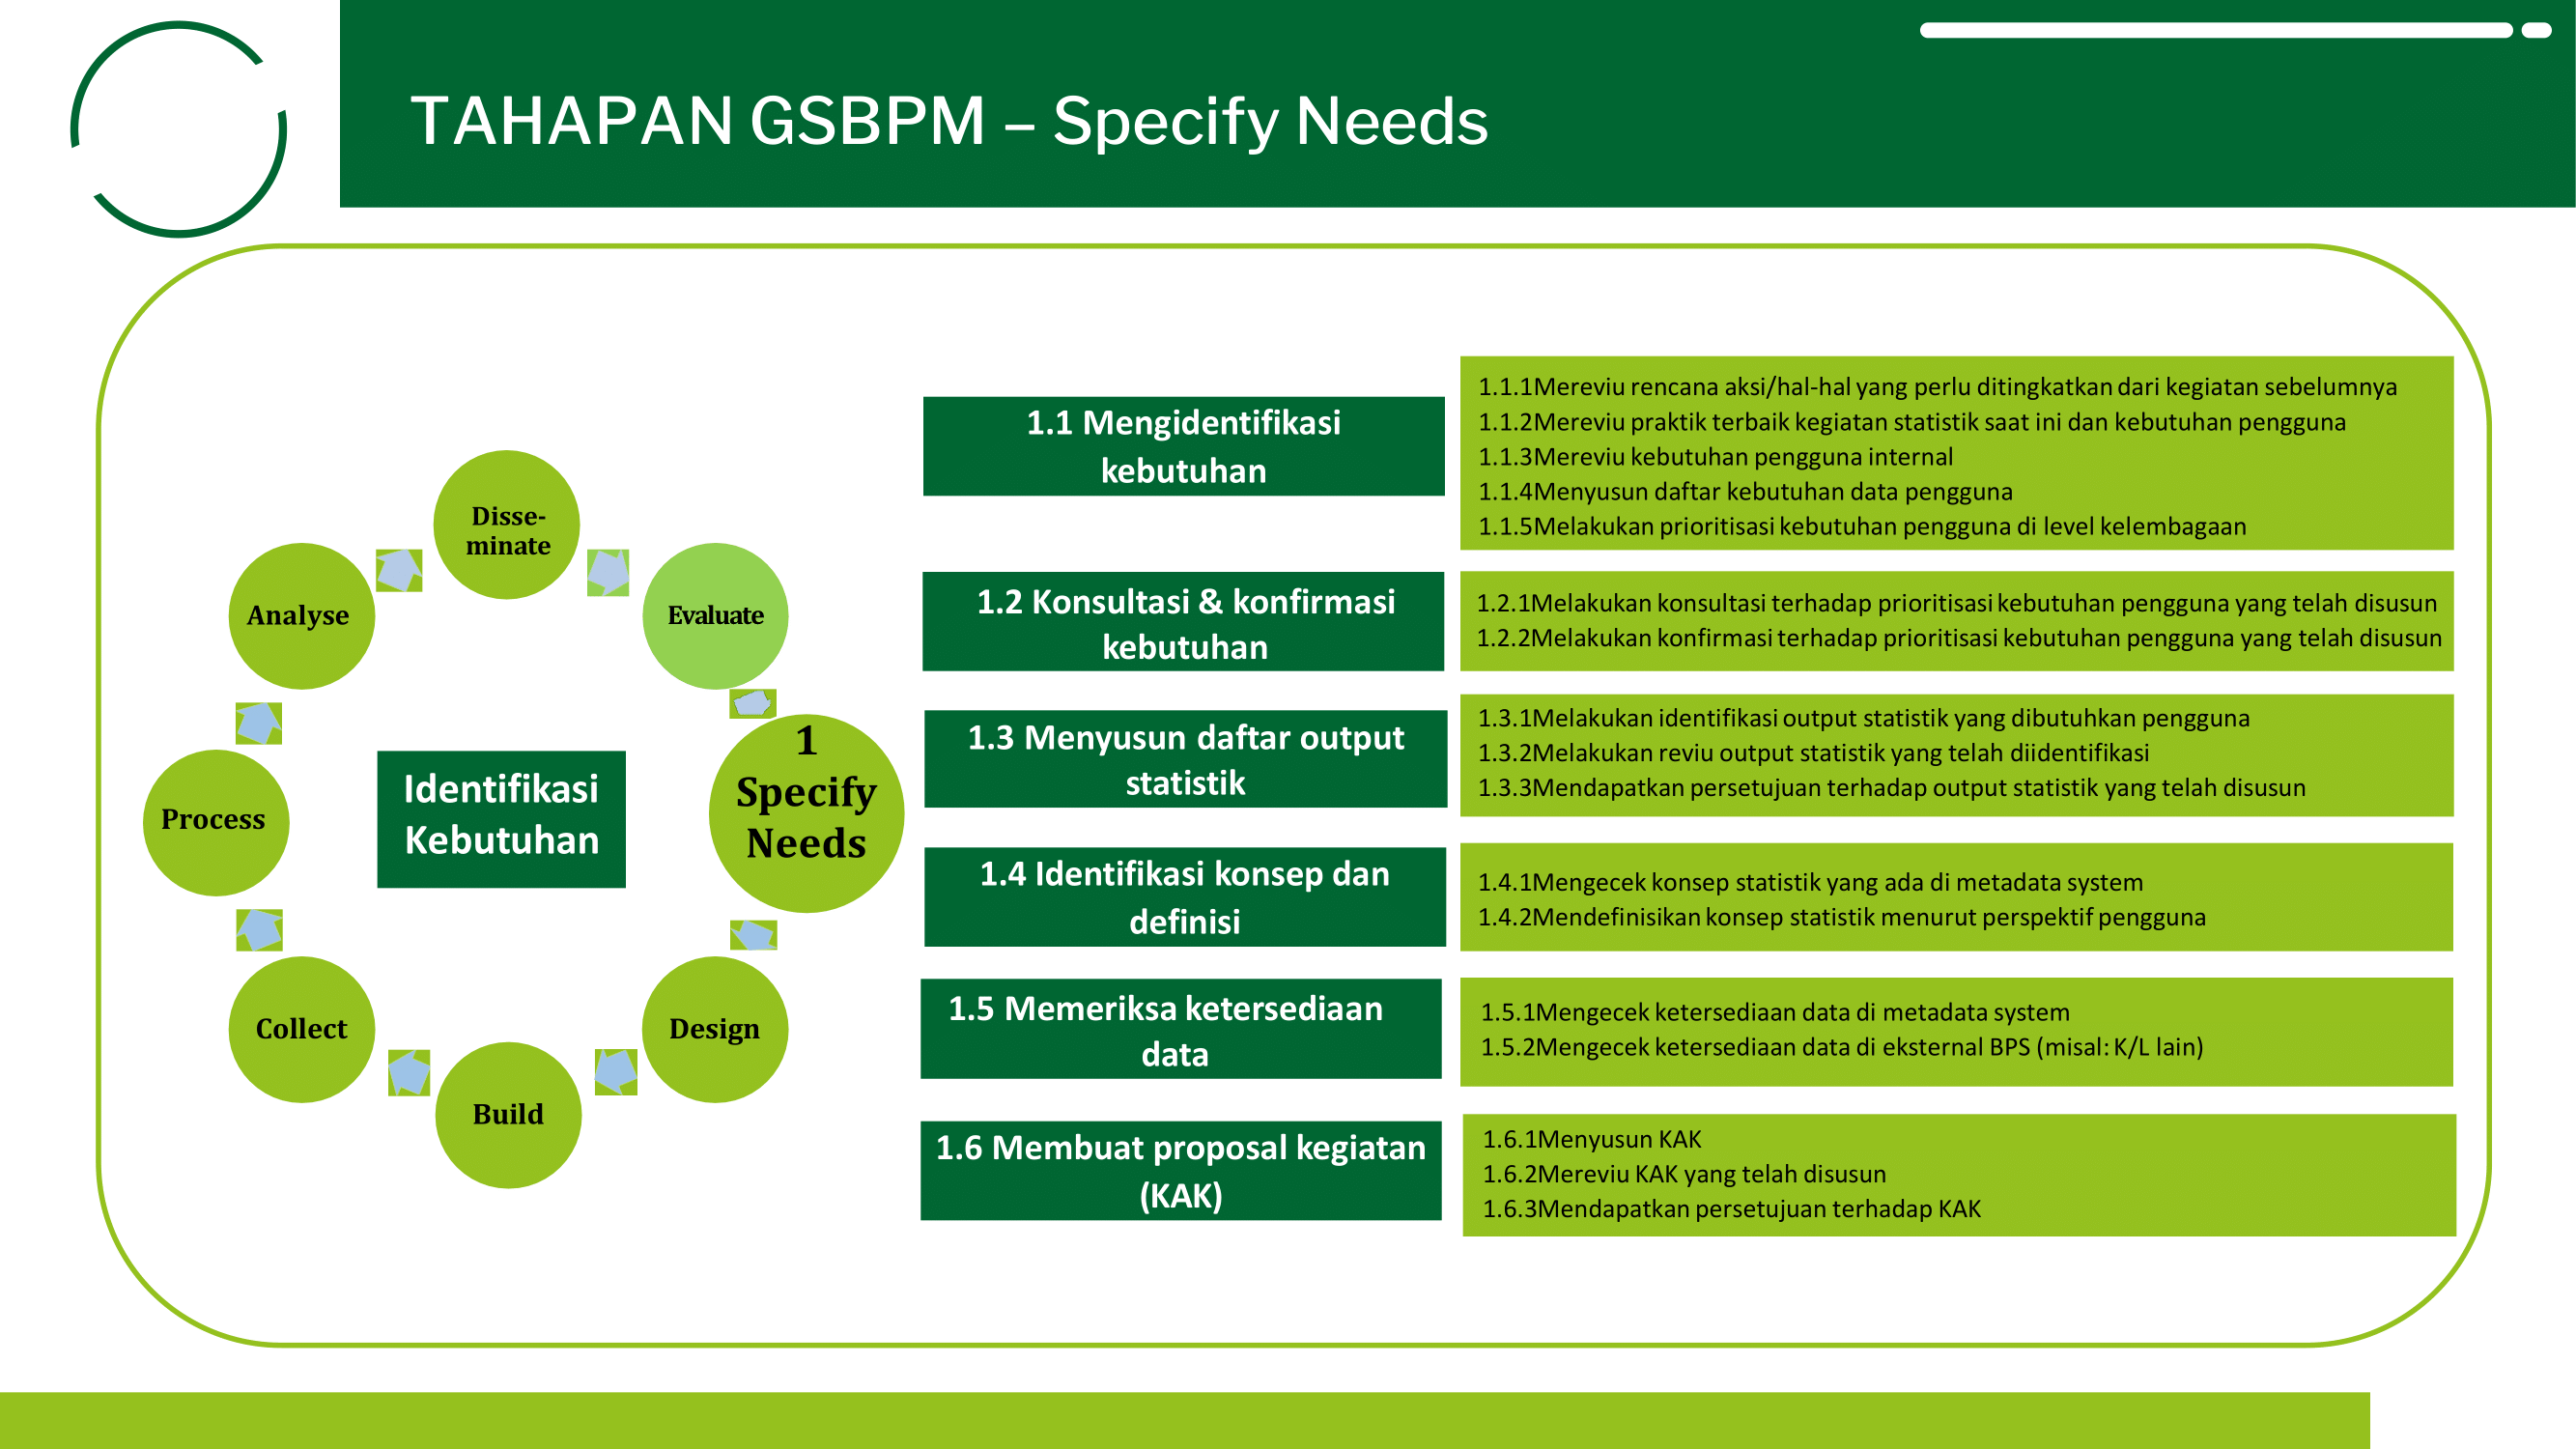 TAHAPAN GSBPM – Specify Needs
Disse-
minate
Analyse
Evaluate
Process
Identifikasi
Kebutuhan
1
Specify
Needs
Collect
Design
Build
1.1 Mengidentifikasi
kebutuhan
1.1.1Mereviu rencana aksi/hal-hal yang perlu ditingkatkan dari kegiatan sebelumnya
1.1.2Mereviu praktik terbaik kegiatan statistik saat ini dan kebutuhan pengguna
1.1.3Mereviu kebutuhan pengguna internal
1.1.4Menyusun daftar kebutuhan data pengguna
1.1.5Melakukan prioritisasi kebutuhan pengguna di level kelembagaan
1.2 Konsultasi & konfirmasi
kebutuhan
1.2.1Melakukan konsultasi terhadap prioritisasi kebutuhan pengguna yang telah disusun
1.2.2Melakukan konfirmasi terhadap prioritisasi kebutuhan pengguna yang telah disusun
1.3 Menyusun daftar output
statistik
1.3.1Melakukan identifikasi output statistik yang dibutuhkan pengguna
1.3.2Melakukan reviu output statistik yang telah diidentifikasi
1.3.3Mendapatkan persetujuan terhadap output statistik yang telah disusun
1.4 Identifikasi konsep dan
definisi
1.4.1Mengecek konsep statistik yang ada di metadata system
1.4.2Mendefinisikan konsep statistik menurut perspektif pengguna
1.5 Memeriksa ketersediaan
data
1.5.1Mengecek ketersediaan data di metadata system
1.5.2Mengecek ketersediaan data di eksternal BPS (misal: K/L lain)
1.6 Membuat proposal kegiatan
(KAK)
1.6.1Menyusun KAK
1.6.2Mereviu KAK yang telah disusun
1.6.3Mendapatkan persetujuan terhadap KAK